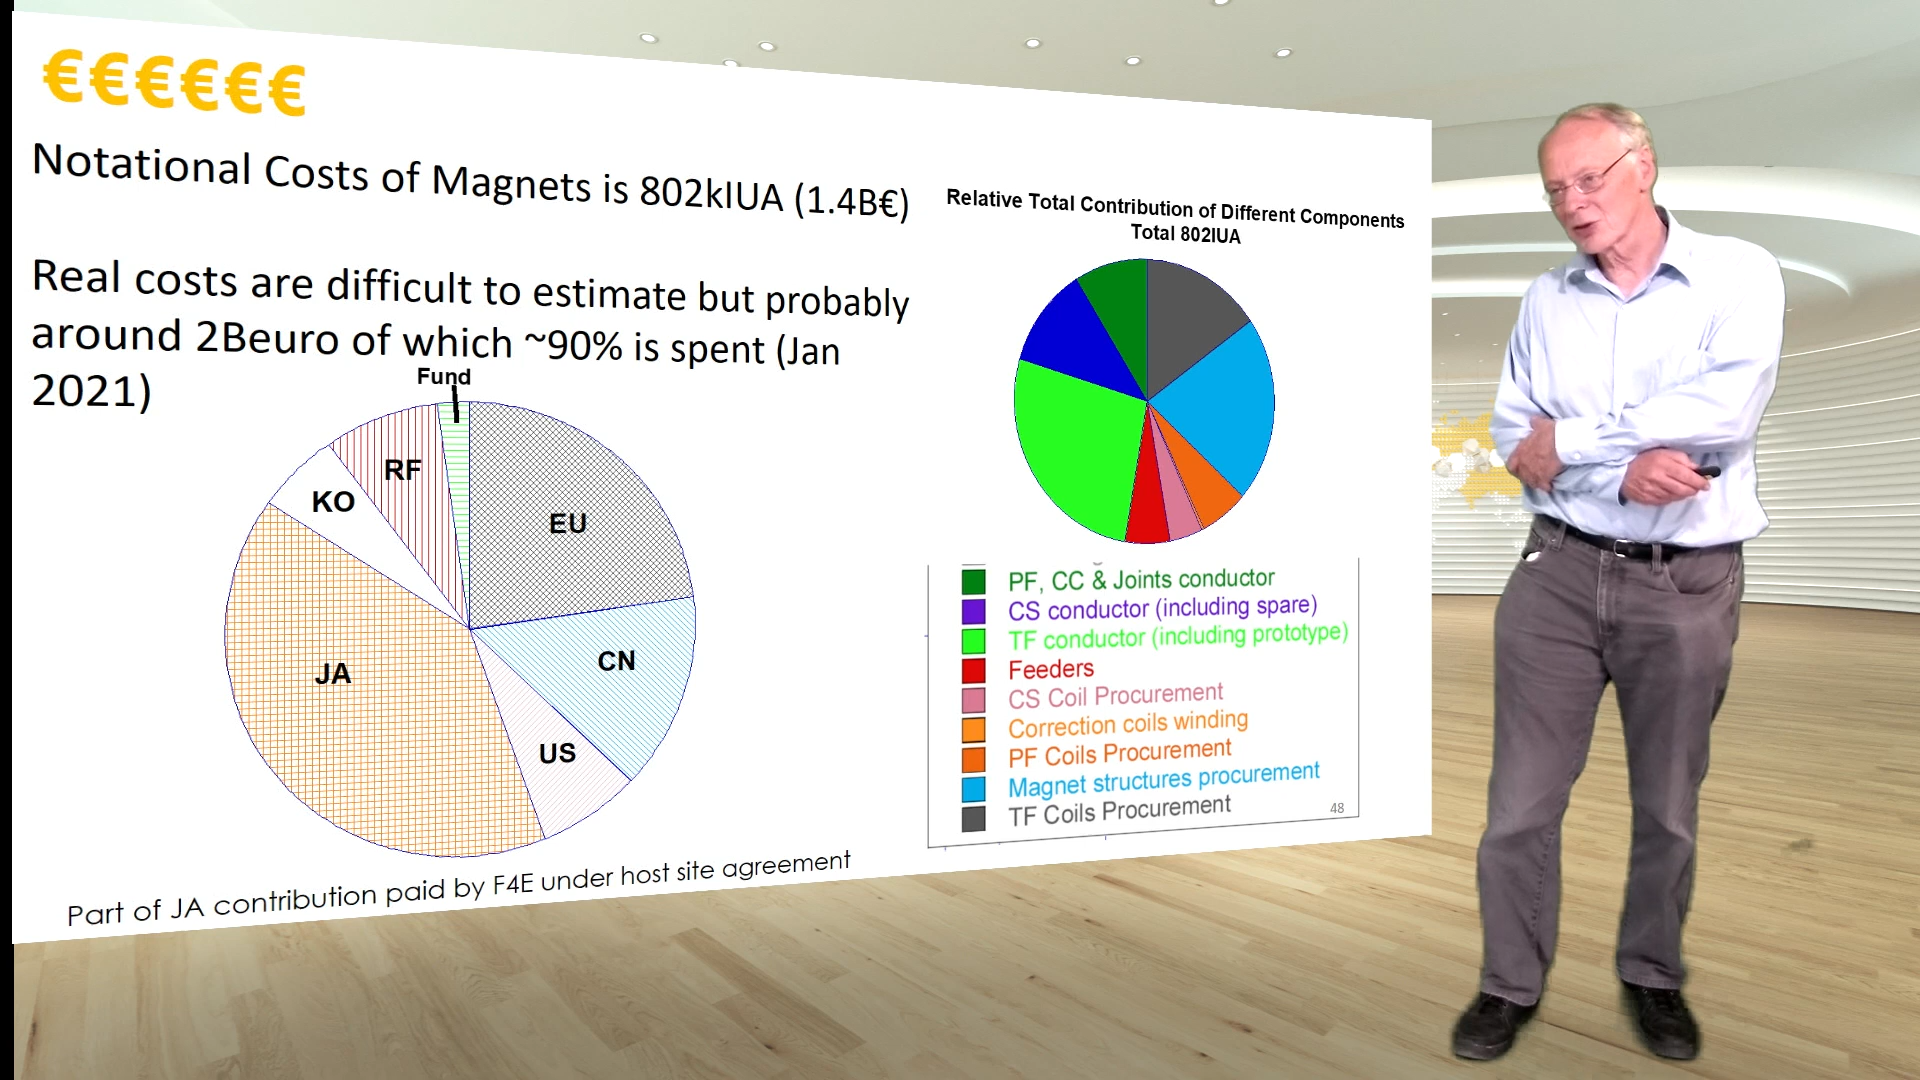 €€€€€€
Notational Costs of Magnets is 802kIUA (1.4B€)
Real costs are difficult to estimate but probably
around 2Beuro of which ~90% is spent (Jan
2021)
Fund
RF
KO
EU
JA
CN
US
Part of JA contribution paid by F4E under host site agreement
Relative Total Contribution of Different Components
Total 802IUA
PF, CC & Joints conductor
CS conductor (including spare)
TF conductor (including prototype)
Feeders
CS Coil Procurement
Correction coils winding
PF Coils Procurement
Magnet structures procurement
TF Coils Procurement
48